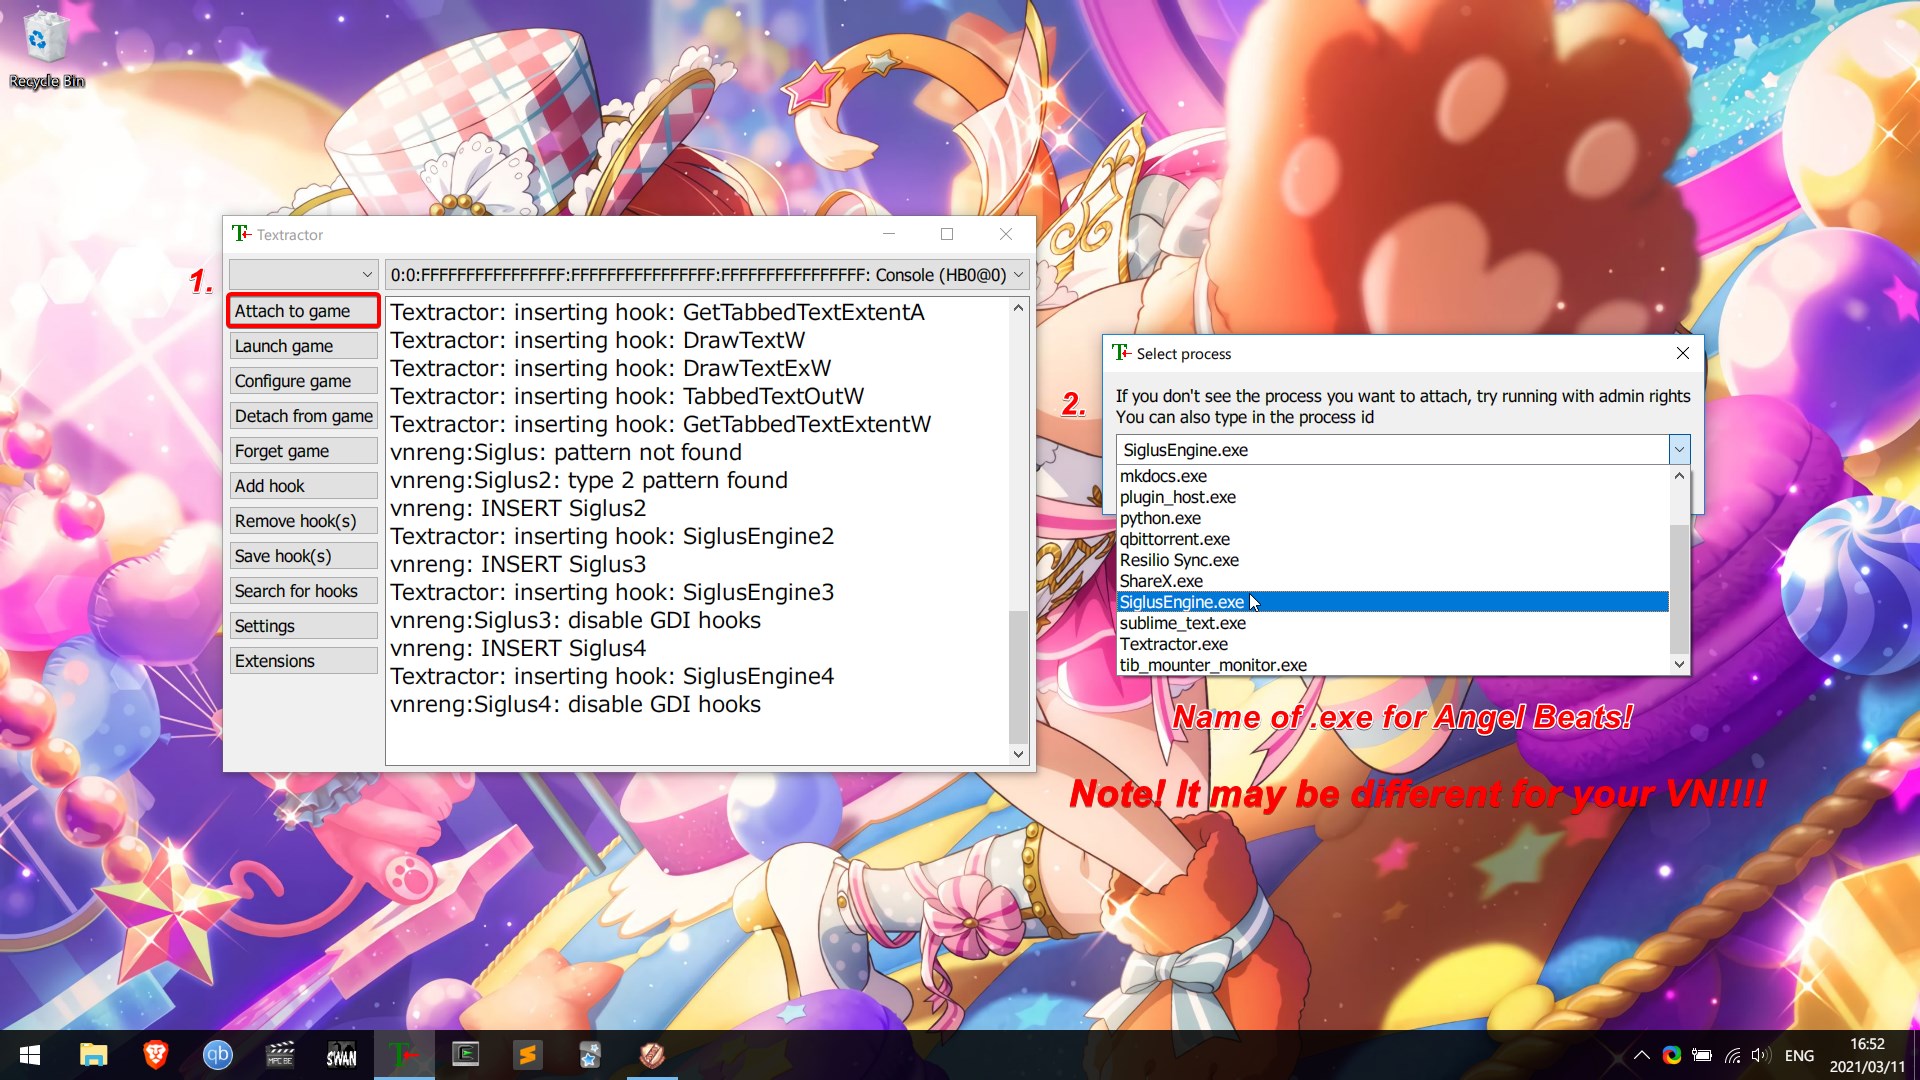 Recycle Bin
Textractor
1.
0:0:FFFFFFFFFFFFFFFF:FFFFFFFFFFFFFFFF:FFFFFFFFFFFFFFFF: Console (HB0@0)
Attach to game
Launch game
Configure game
Detach from game
Forget game
Add hook
Remove hook(s)
Save hook(s)
Search for hooks
Settings
Extensions
Textractor: inserting hook: GetTabbedTextExtentA
Textractor: inserting hook: DrawTextW
Textractor: inserting hook: DrawTextExW
Textractor: inserting hook: TabbedTextOutW
Textractor: inserting hook: GetTabbedTextExtentW
vnreng:Siglus: pattern not found
vnreng:Siglus2: type 2 pattern found
vnreng: INSERT Siglus2
Textractor: inserting hook: SiglusEngine2
vnreng: INSERT Siglus3
Textractor: inserting hook: SiglusEngine3
vnreng:Siglus3: disable GDI hooks
vnreng: INSERT Siglus4
Textractor: inserting hook: SiglusEngine4
vnreng:Siglus4: disable GDI hooks
Select process
2.
If you don't see the process you want to attach, try running with admin rights
You can also type in the process id
SiglusEngine.exe
mkdocs.exe
plugin_host.exe
python.exe
qbittorrent.exe
Resilio Sync.exe
ShareX.exe
SiglusEngine.exe
sublime_text.exe
Textractor.exe
tib_mounter_monitor.exe
Name of .exe for Angel Beats!
Note! It may be different for your VN!!!!
qb
MPC BE
SWAN
ENG
16:52
2021/03/11